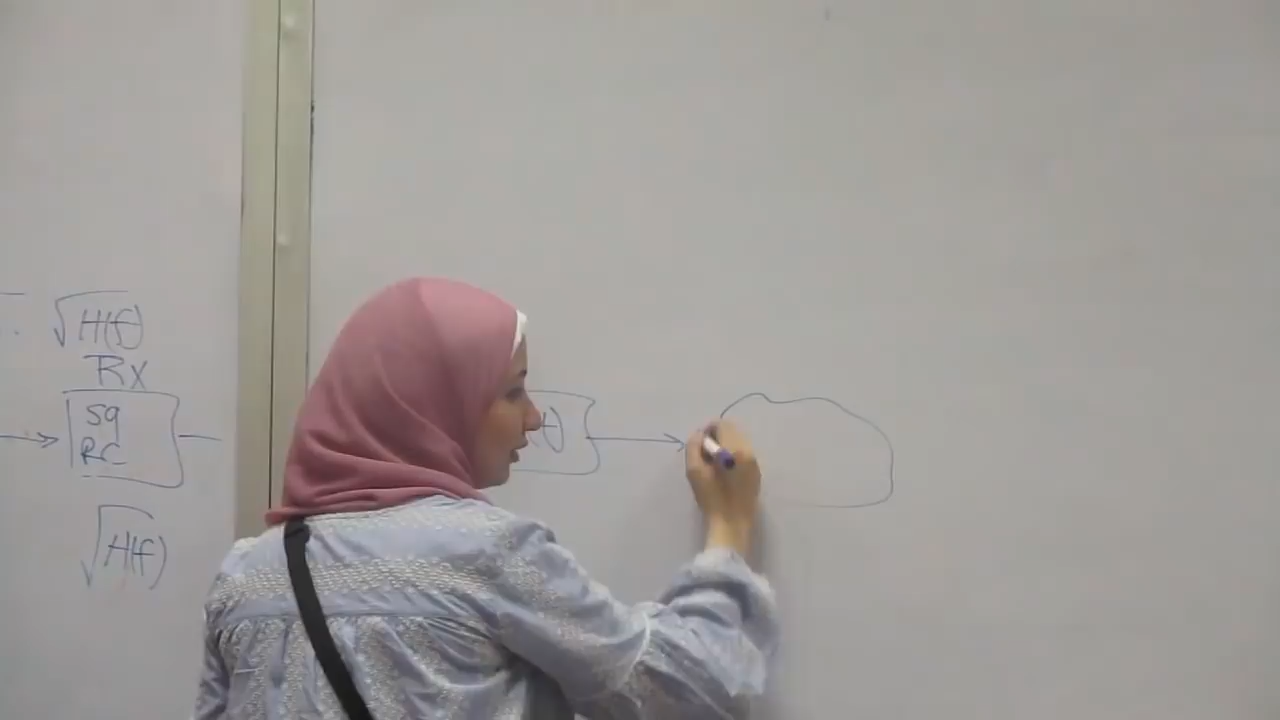 √H(f)
Rx
sq
RC
√H(f)
t)